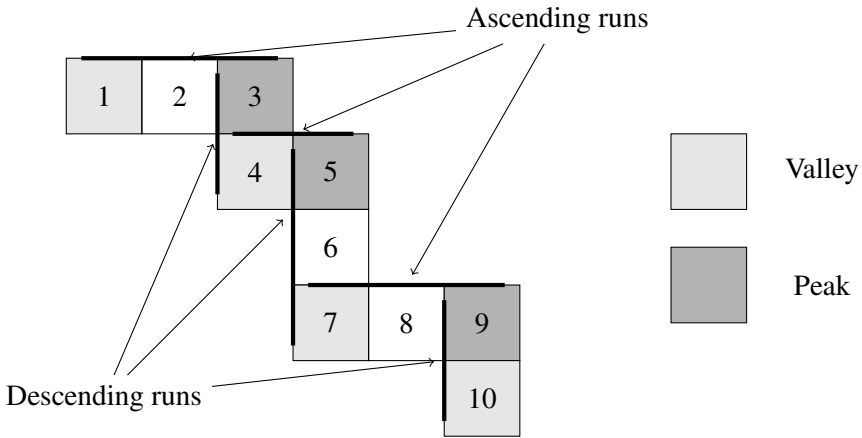 Ascending runs
1 2 3
4 5
Valley
6
Peak
7 8 9
Descending runs
10